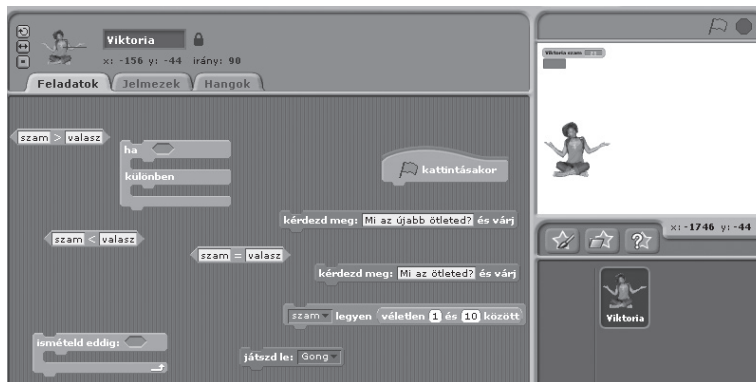 Viktoria
x: -156 y: -44 irány: 90
Feladatok Jelmezek Hangok
szam > valasz
ha
különben
kattintásakor
kérdezd meg: Mi az újabb ötleted? és várj
szam < valasz
szam = valasz
kérdezd meg: Mi az ötleted? és várj
szam legyen véletlen 1 és 10 között
ismételd eddig:
játszd le: Gong
Viktoria szam
x: -1746 y: -44
Viktoria